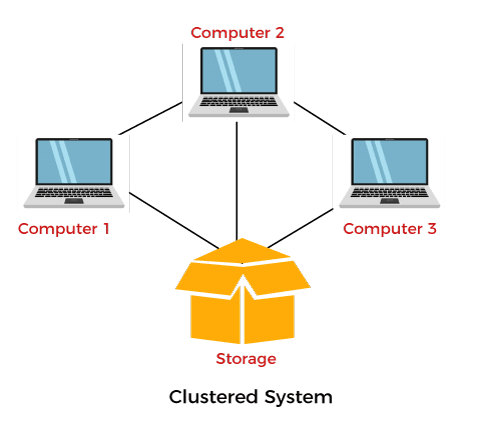 Computer 2
Computer 1
Computer 3
Storage
Clustered System